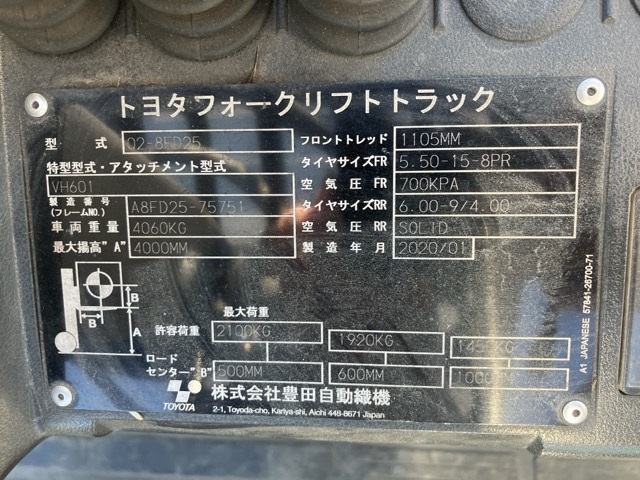 トヨタフォークリフトトラック
型 式 02-8FD25
フロントトレッド 1105MM
特型型式・アタッチメント型式
VH601
タイヤサイズFR 5.50-15-8PR
空気圧FR 700KPA
製造番号
(フレームNO.) A8FD25-75751
タイヤサイズRR 6.00-9/4.00
車両重量 4060KG
空気圧RR SOLID
最大揚高"A" 4000MM
製造年月 2020/01
B
B
A
最大荷重
許容荷重 2100KG 1920KG
ロード
センター"B" 500MM 600MM
TOYOTA
株式会社豊田自動織機
2-1, Toyoda-cho, Kariya-shi, Aichi 448-8671 Japan
A1 JAPANESE 57841-26700-71